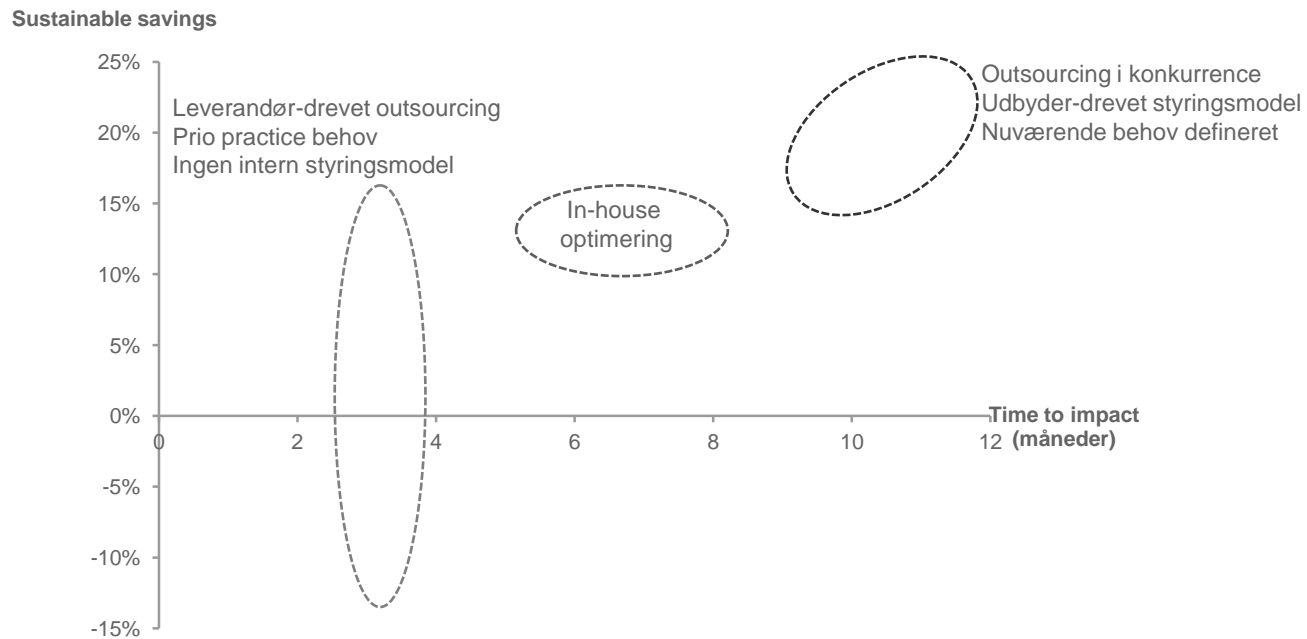 Sustainable savings
25%
20%
15%
10%
5%
0%
-5%
-10%
-15%
Leverandør-drevet outsourcing
Prio practice behov
Ingen intern styringsmodel
In-house
optimering
Outsourcing i konkurrence
Udbyder-drevet styringsmodel
Nuværende behov defineret
0 2 4 6 8 10 12
Time to impact
(måneder)